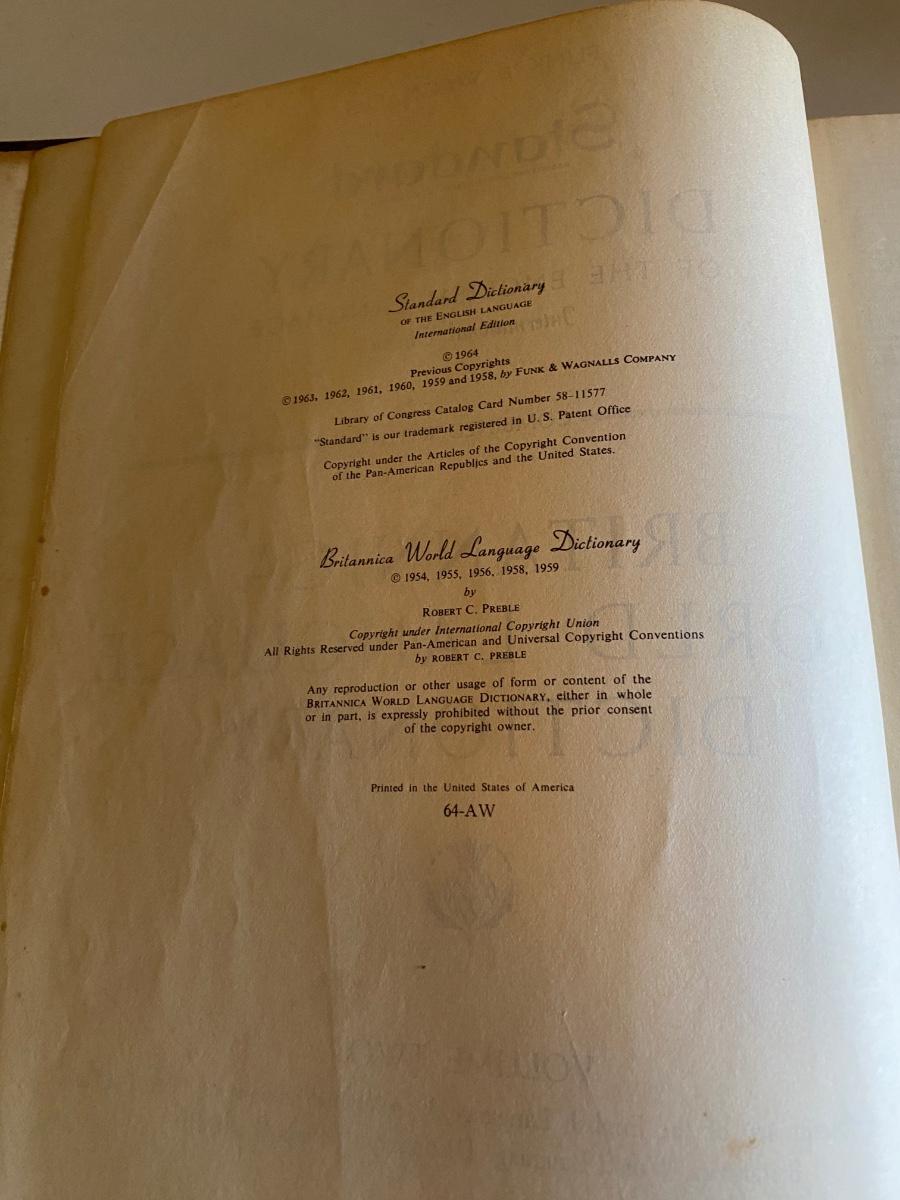 Standard Dictionary
OF THE ENGLISH LANGUAGE
International Edition
© 1964
Previous Copyrights
© 1963, 1962, 1961, 1960, 1959 and 1958, by FUNK & WAGNALLS COMPANY
Library of Congress Catalog Card Number 58-11577
"Standard" is our trademark registered in U. S. Patent Office
Copyright under the Articles of the Copyright Convention
of the Pan-American Republics and the United States.
Britannica World Language Dictionary
© 1954, 1955, 1956, 1958, 1959
by
ROBERT C. PREBLE
Copyright under International Copyright Union
All Rights Reserved under Pan-American and Universal Copyright Conventions
by ROBERT C. PREBLE
Any reproduction or other usage of form or content of the
BRITANNICA WORLD LANGUAGE DICTIONARY, either in whole
or in part, is expressly prohibited without the prior consent
of the copyright owner.
Printed in the United States of America
64-AW